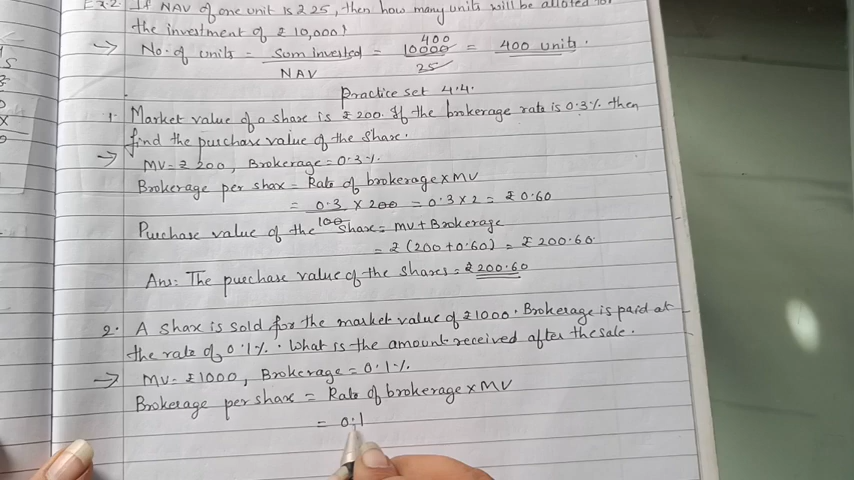 Ex.2. If NAV of one unit is ₹25, then how many units will be alloted for
the investment of ₹ 10,000?
→ No. of units = Sum invested / NAV = 10000 / 25 = 400 units.
400
Practice set 4.4.
1. Market value of a share is ₹200. If the brokerage rate is 0.3% then
find the purchase value of the share.
→ MV = ₹200, Brokerage = 0.3%.
Brokerage per share = Rate of brokerage × MV
= 0.3 / 100 × 200 = 0.3 × 2 = ₹0.60
Purchase value of the share = MV + Brokerage
= ₹(200+0.60) = ₹200.60.
Ans: The purchase value of the shares = ₹200.60
2. A share is sold for the market value of ₹1000. Brokerage is paid at
the rate of 0.1%. What is the amount received after the sale.
→ MV = ₹1000, Brokerage = 0.1%.
Brokerage per share = Rate of brokerage × MV
= 0.1